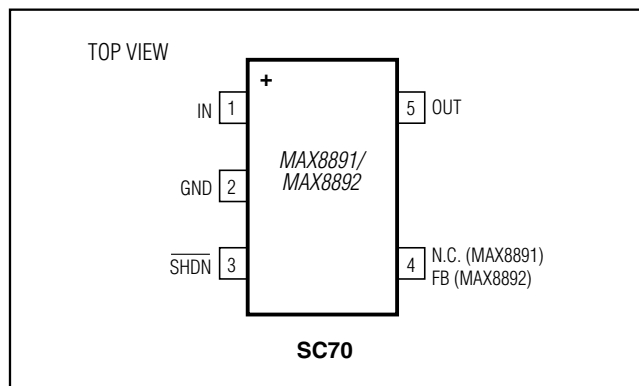 TOP VIEW
+
IN 1
5 OUT
MAX8891/
MAX8892
GND 2
SHDN 3
4 N.C. (MAX8891)
FB (MAX8892)
SC70